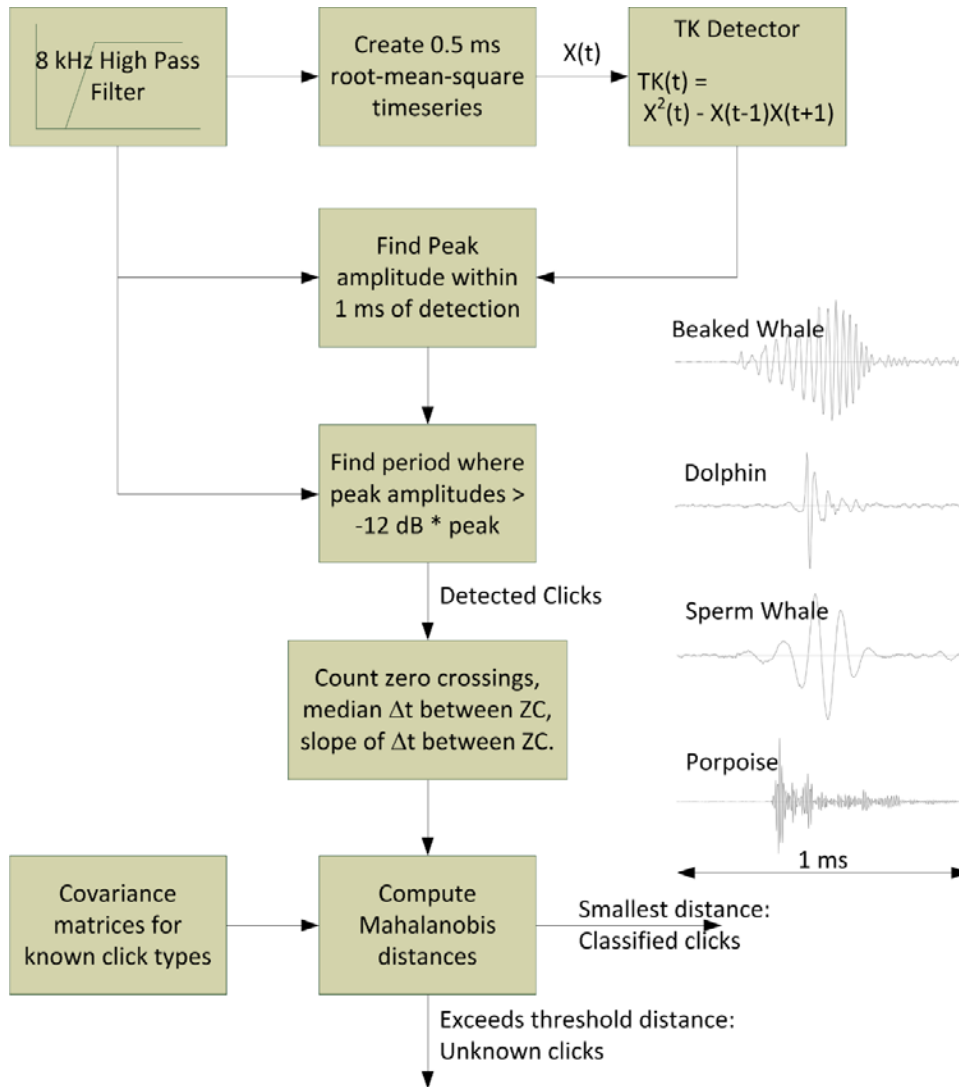 8 kHz High Pass
Filter
Create 0.5 ms
root-mean-square
timeseries
X(t)
TK Detector
TK(t) =
X²(t) - X(t-1)X(t+1)
Find Peak
amplitude within
1 ms of detection
Find period where
peak amplitudes >
-12 dB * peak
Detected Clicks
Count zero crossings,
median Δt between ZC,
slope of Δt between ZC.
Covariance
matrices for
known click types
Compute
Mahalanobis
distances
Smallest distance:
Classified clicks
Exceeds threshold distance:
Unknown clicks
Beaked Whale
Dolphin
Sperm Whale
Porpoise
1 ms